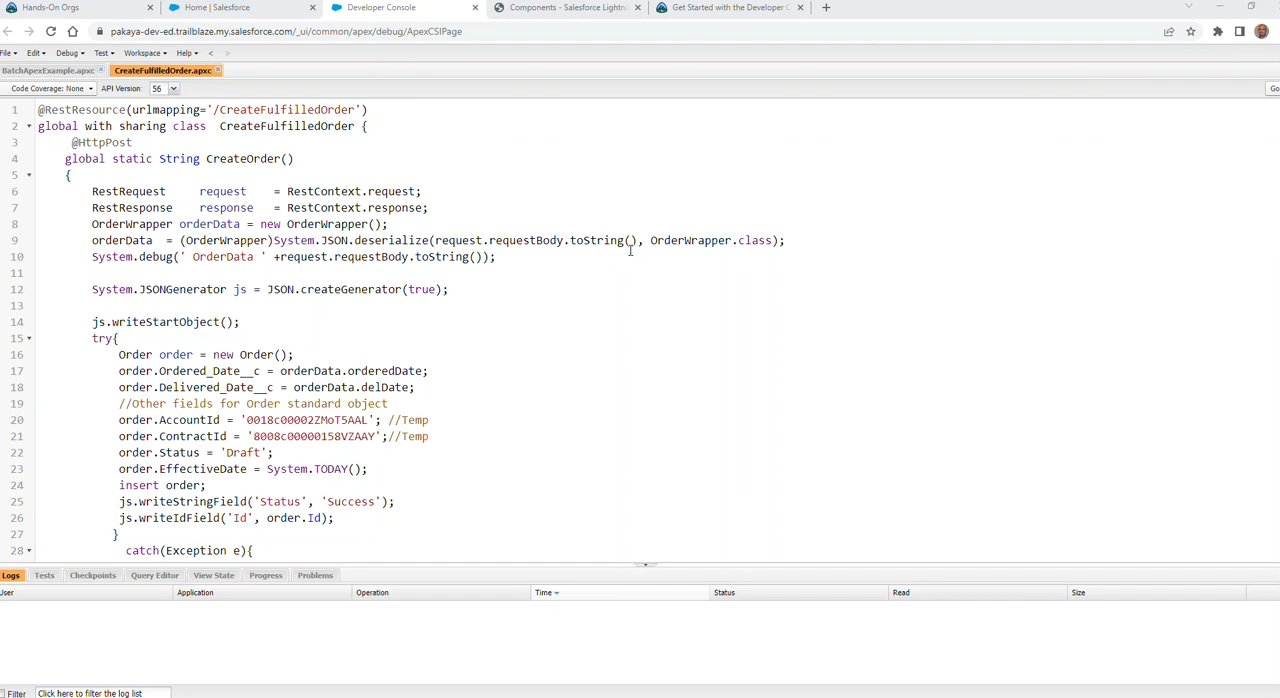 Hands-On Orgs × Home | Salesforce × Developer Console × Components - Salesforce Lightn × Get Started with the Developer C × +
pakaya-dev-ed.trailblaze.my.salesforce.com/_ui/common/apex/debug/ApexCSIPage
File Edit Debug Test Workspace Help < >
BatchApexExample.apxc CreateFulfilledOrder.apxc
Code Coverage: None API Version: 56 Go
1 @RestResource(urlmapping='/CreateFulfilledOrder')
2 global with sharing class CreateFulfilledOrder {
3 @HttpPost
4 global static String CreateOrder()
5 {
6 RestRequest request = RestContext.request;
7 RestResponse response = RestContext.response;
8 OrderWrapper orderData = new OrderWrapper();
9 orderData = (OrderWrapper)System.JSON.deserialize(request.requestBody.toString(), OrderWrapper.class);
10 System.debug(' OrderData ' +request.requestBody.toString());
11
12 System.JSONGenerator js = JSON.createGenerator(true);
13
14 js.writeStartObject();
15 try{
16 Order order = new Order();
17 order.Ordered_Date__c = orderData.orderedDate;
18 order.Delivered_Date__c = orderData.delDate;
19 //Other fields for Order standard object
20 order.AccountId = '0018c00002ZMoT5AAL'; //Temp
21 order.ContractId = '8008c00000158VZAAY';//Temp
22 order.Status = 'Draft';
23 order.EffectiveDate = System.TODAY();
24 insert order;
25 js.writeStringField('Status', 'Success');
26 js.writeIdField('Id', order.Id);
27 }
28 catch(Exception e){
Logs Tests Checkpoints Query Editor View State Progress Problems
User Application Operation Time Status Read Size
Filter Click here to filter the log list